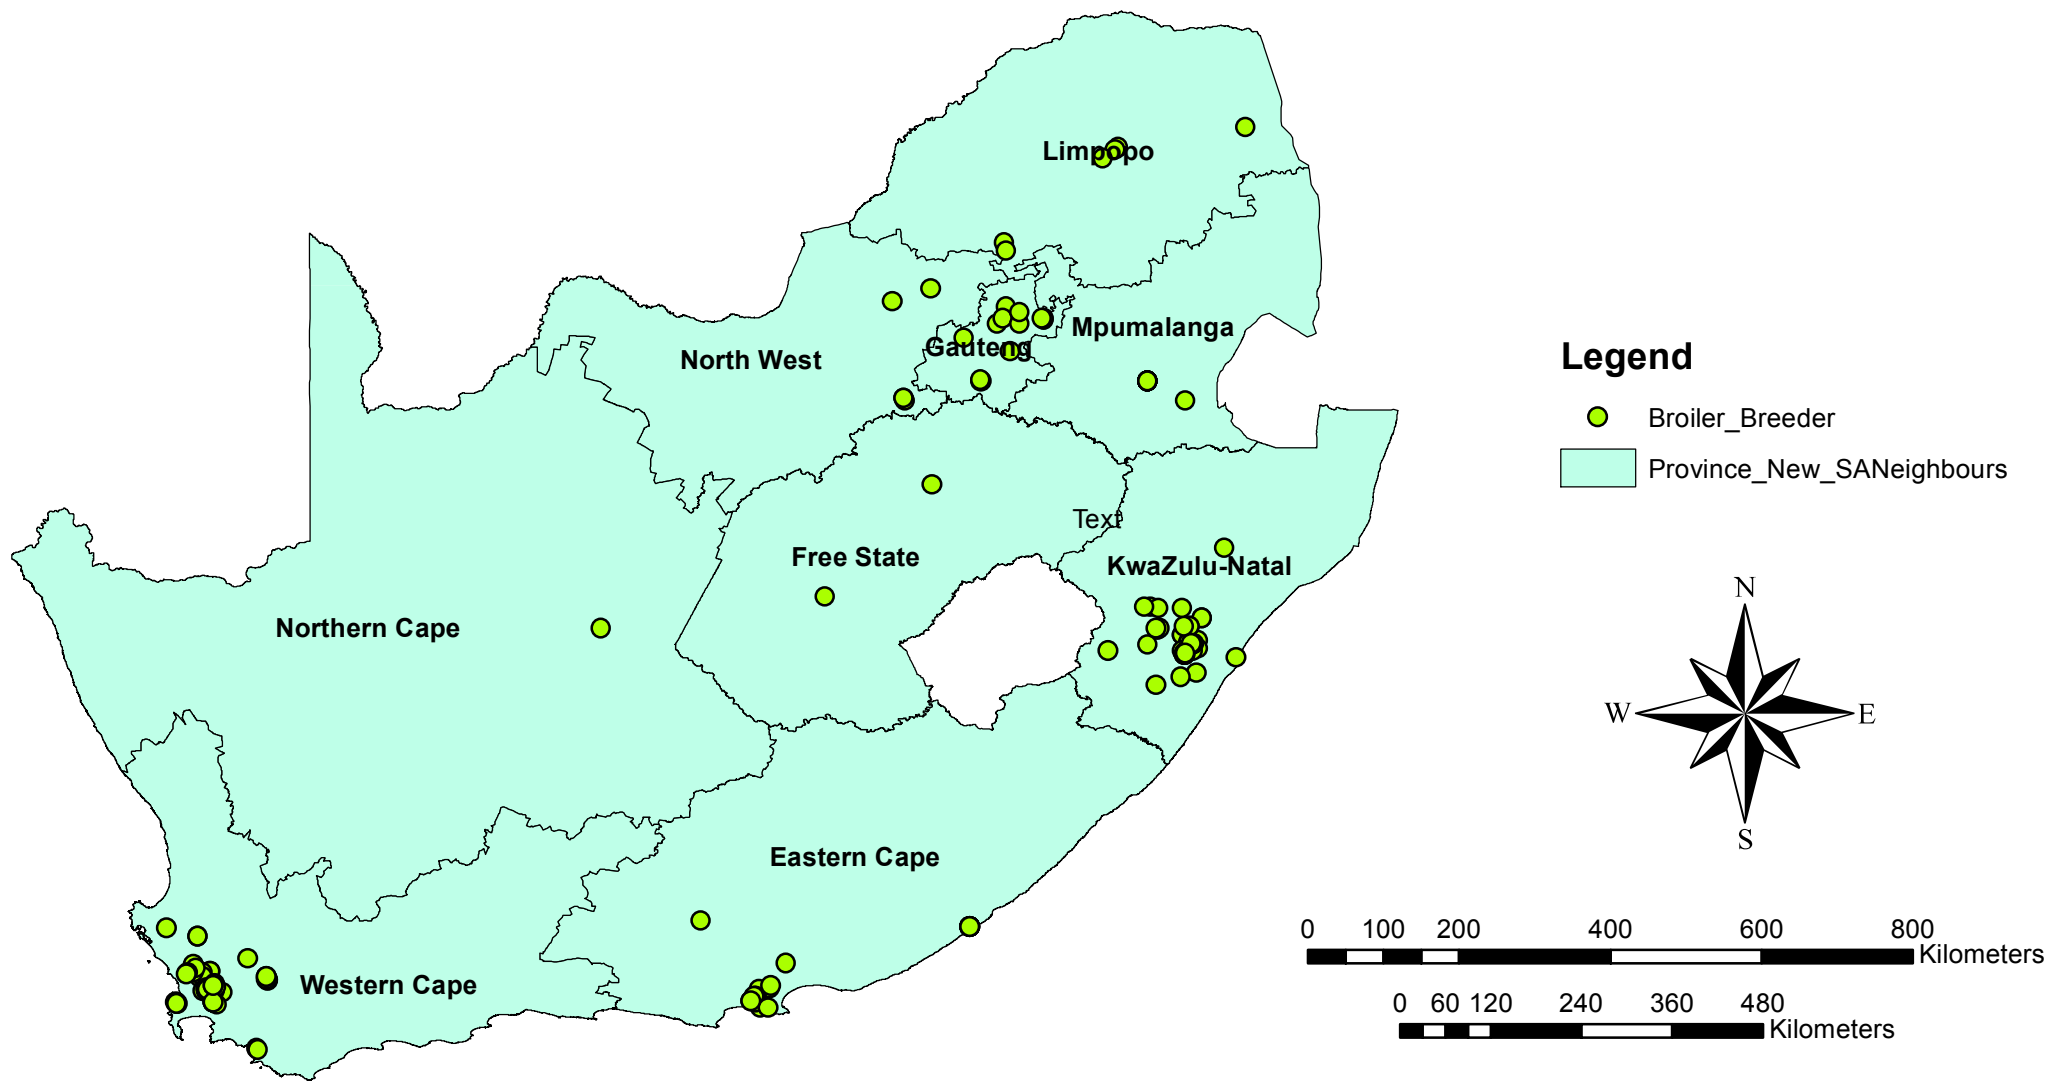 Limpopo
Mpumalanga
Gauteng
North West
Text
Free State
KwaZulu-Natal
Northern Cape
Eastern Cape
Western Cape
Legend
Broiler_Breeder
Province_New_SANeighbours
N
W E
S
0 100 200 400 600 800
Kilometers
0 60 120 240 360 480
Kilometers